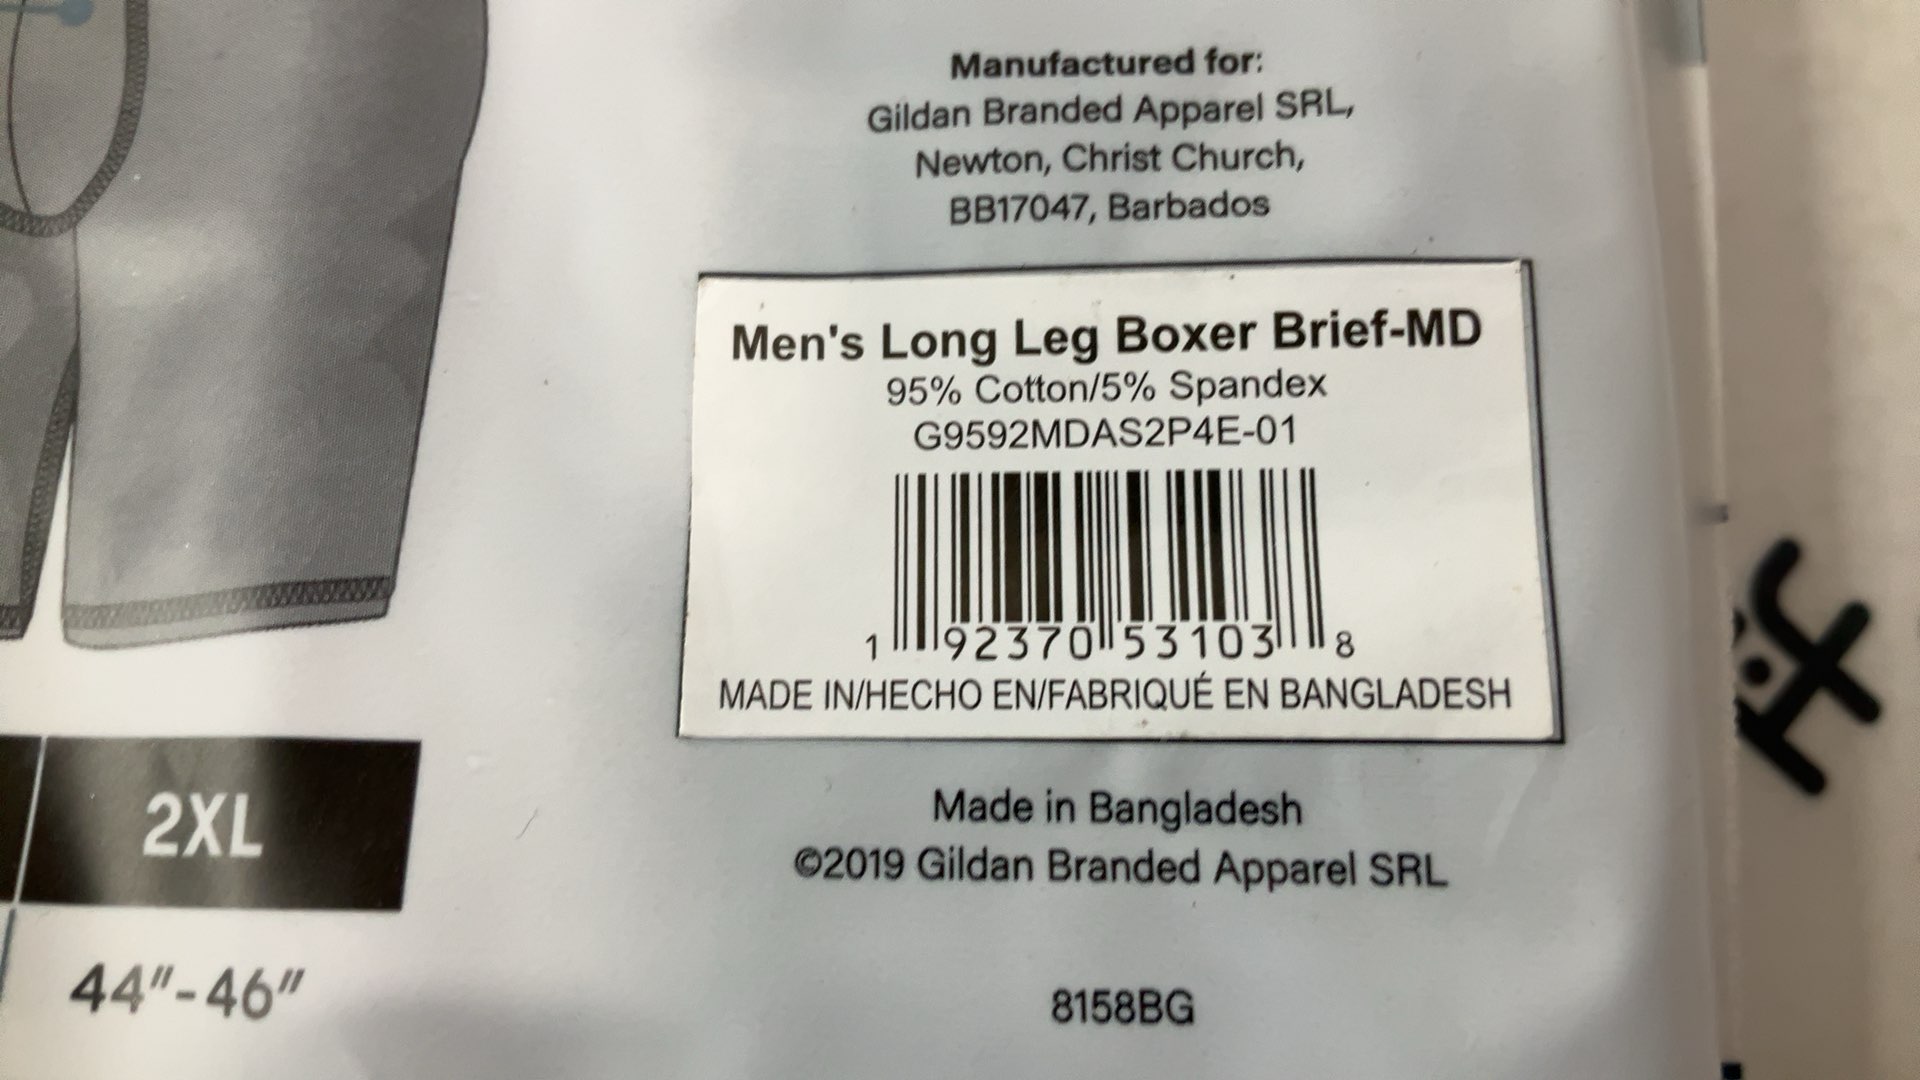 Manufactured for:
Gildan Branded Apparel SRL,
Newton, Christ Church,
BB17047, Barbados
Men's Long Leg Boxer Brief-MD
95% Cotton/5% Spandex
G9592MDAS2P4E-01
1 92370 53103 8
MADE IN/HECHO EN/FABRIQUÉ EN BANGLADESH
Made in Bangladesh
©2019 Gildan Branded Apparel SRL
8158BG
2XL
44"-46"